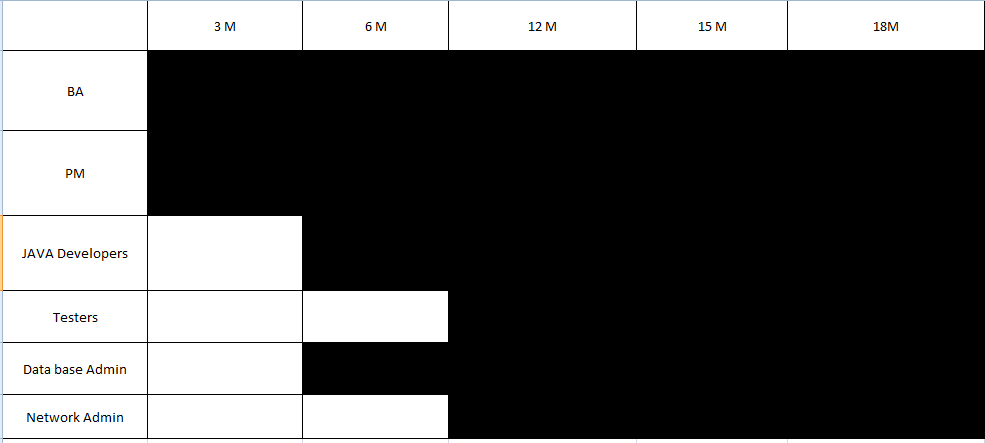 3 M 6 M 12 M 15 M 18M
BA
PM
JAVA Developers
Testers
Data base Admin
Network Admin